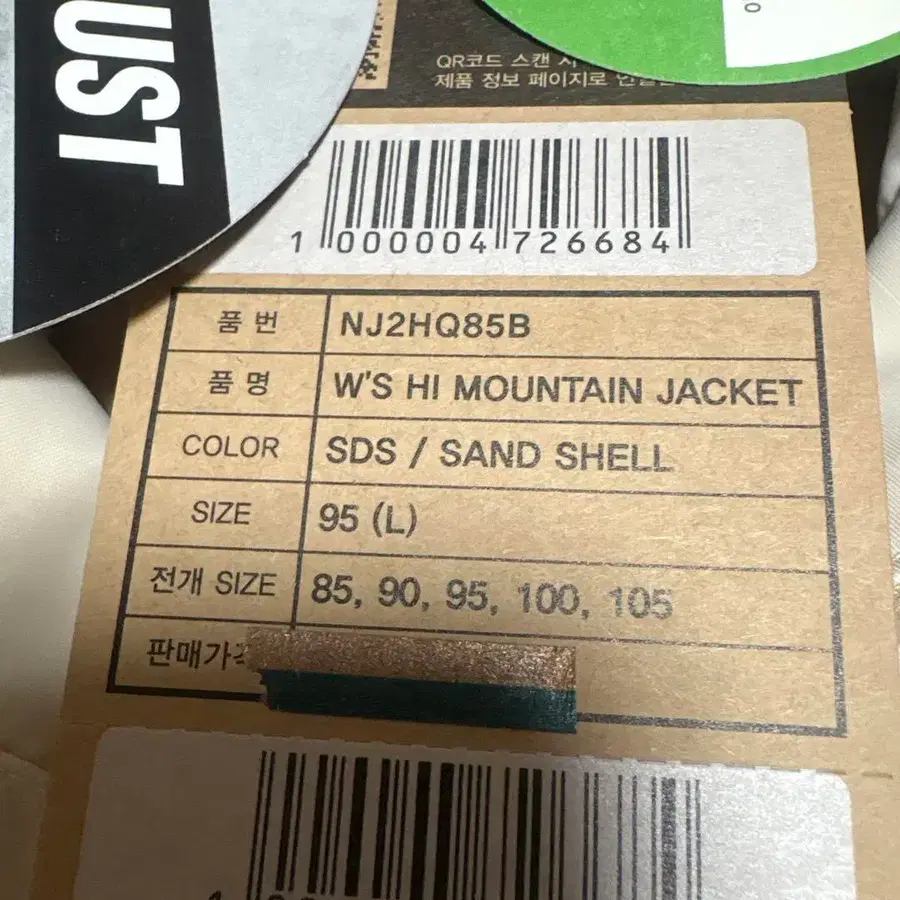 UST
QR코드 스캔 시
제품 정보 페이지로
1 000004 726684
품 번 NJ2HQ85B
품 명 W'S HI MOUNTAIN JACKET
COLOR SDS / SAND SHELL
SIZE 95 (L)
전개 SIZE 85, 90, 95, 100, 105
판매가격